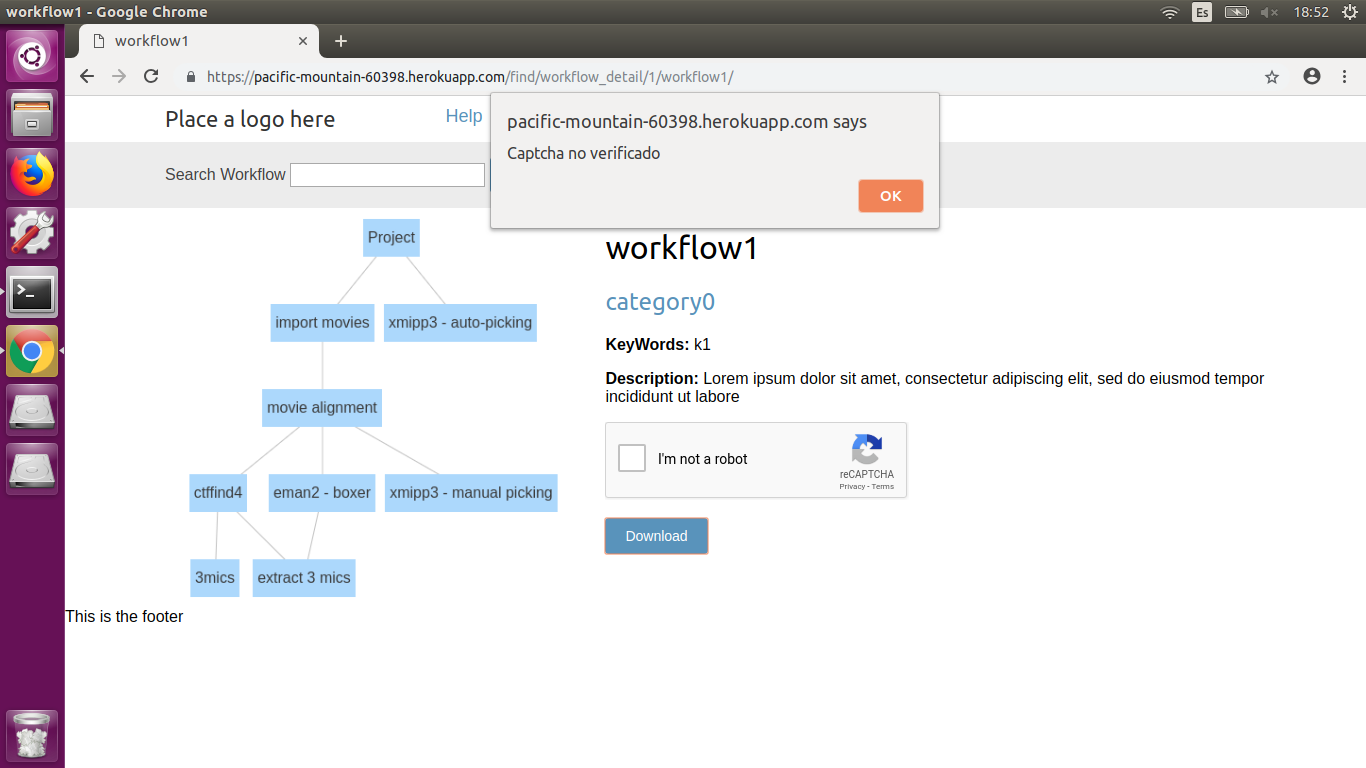 workflow1 - Google Chrome
Es
18:52
workflow1
https://pacific-mountain-60398.herokuapp.com/find/workflow_detail/1/workflow1/
Place a logo here
Help
pacific-mountain-60398.herokuapp.com says
Captcha no verificado
OK
Search Workflow
Project
import movies
xmipp3 - auto-picking
movie alignment
ctffind4
eman2 - boxer
xmipp3 - manual picking
3mics
extract 3 mics
workflow1
category0
KeyWords: k1
Description: Lorem ipsum dolor sit amet, consectetur adipiscing elit, sed do eiusmod tempor
incididunt ut labore
I'm not a robot
reCAPTCHA
Privacy - Terms
Download
This is the footer